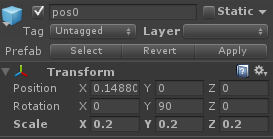 pos0 Static
Tag Untagged Layer
Prefab Select Revert Apply
Transform
Position X 0.1488 Y 0 Z 0
Rotation X 0 Y 90 Z 0
Scale X 0.2 Y 0.2 Z 0.2